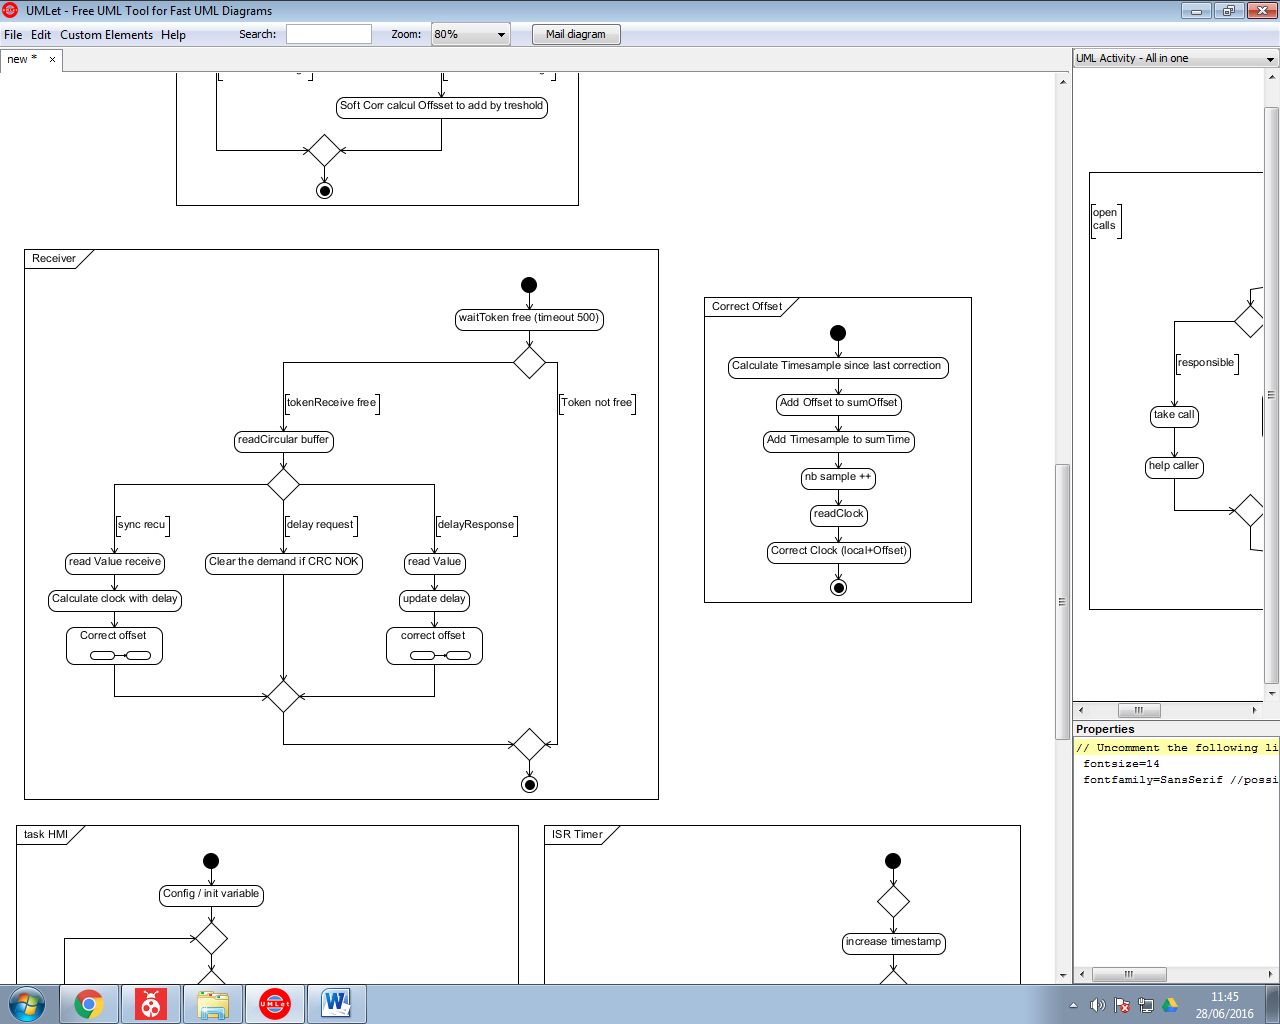 UMLet - Free UML Tool for Fast UML Diagrams
File Edit Custom Elements Help Search: Zoom: 80% Mail diagram
new *
UML Activity - All in one
Soft Corr calcul Offsset to add by treshold
Receiver
waitToken free (timeout 500)
[tokenReceive free]
[Token not free]
readCircular buffer
[sync recu]
[delay request]
[delayResponse]
read Value receive
Clear the demand if CRC NOK
read Value
Calculate clock with delay
update delay
Correct offset
correct offset
Correct Offset
Calculate Timesample since last correction
Add Offset to sumOffset
Add Timesample to sumTime
nb sample ++
readClock
Correct Clock (local+Offset)
task HMI
Config / init variable
ISR Timer
increase timestamp
[open
calls]
[responsible]
take call
help caller
Properties
// Uncomment the following li
fontsize=14
fontfamily=SansSerif //possi
UMLet
W
11:45
28/06/2016